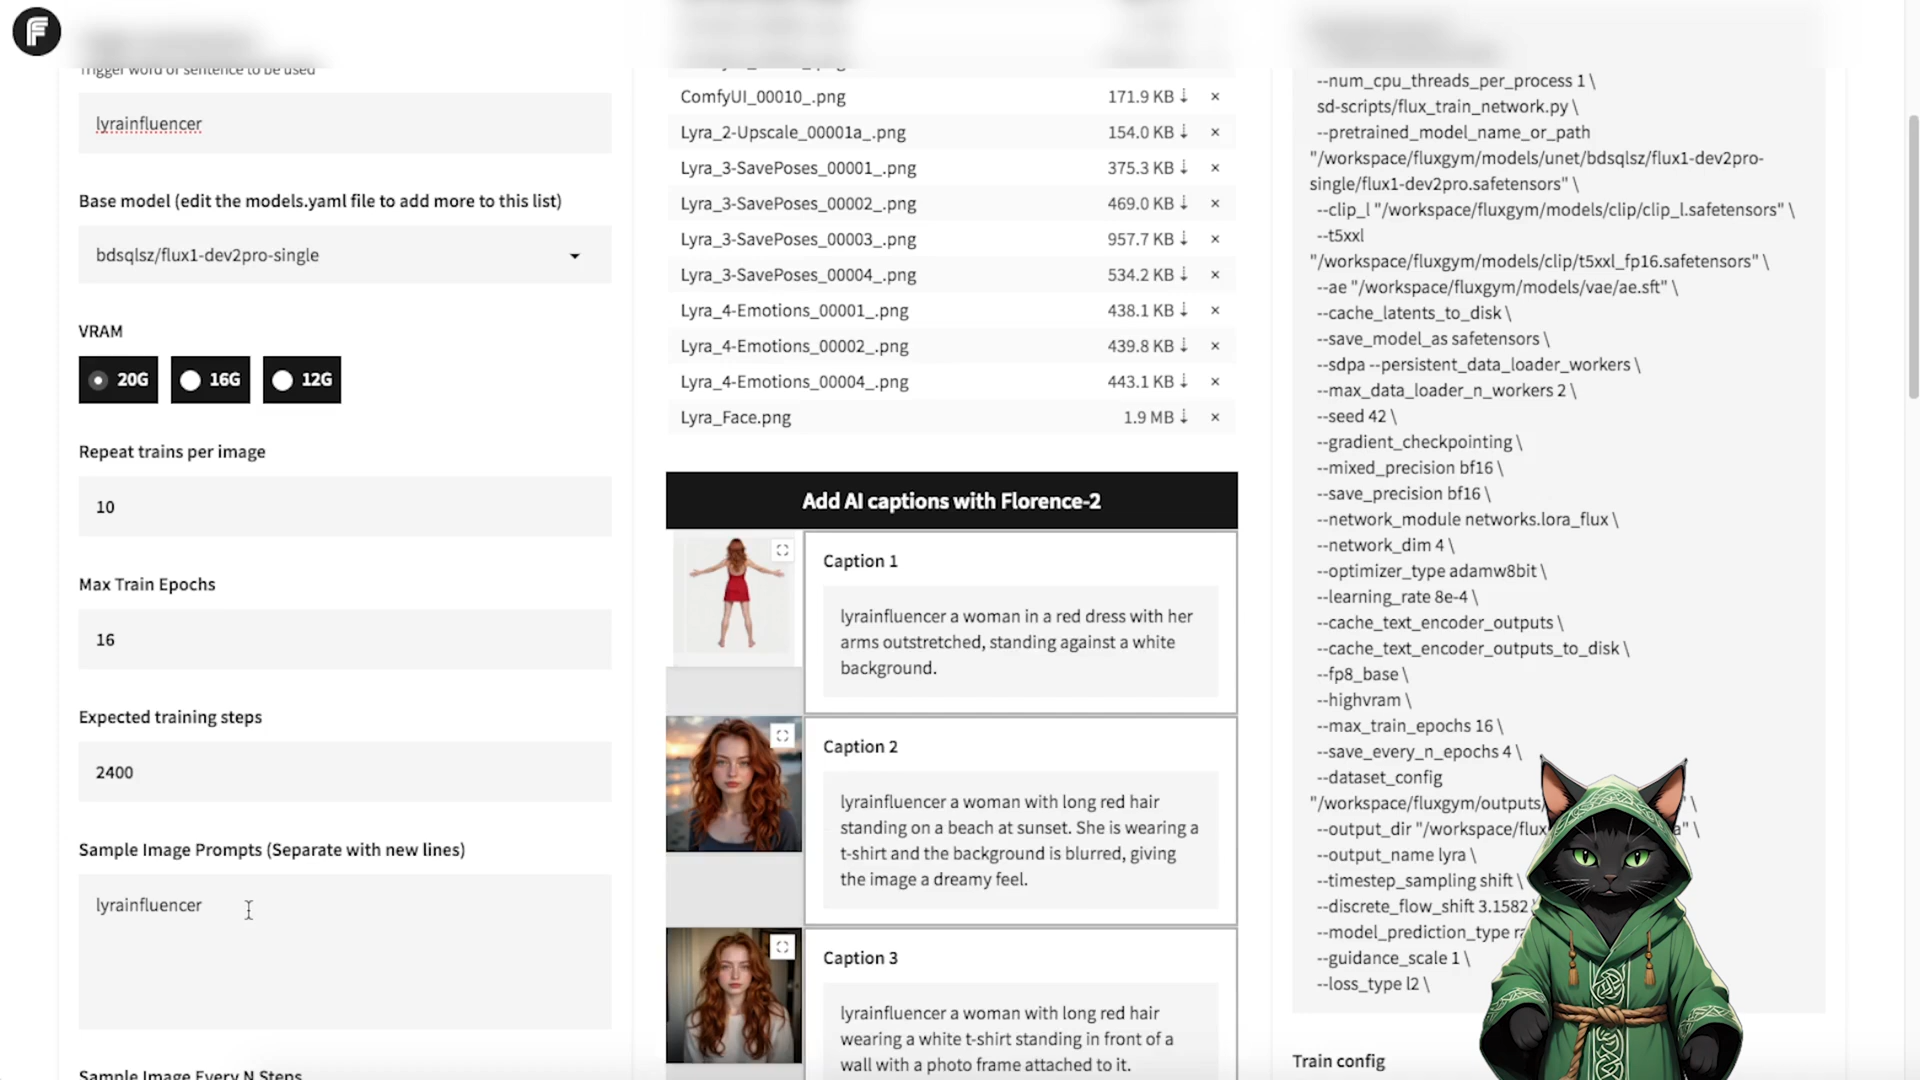 Trigger word or sentence to be used
lyrainfluencer
Base model (edit the models.yaml file to add more to this list)
bdsqlsz/flux1-dev2pro-single
VRAM
20G
16G
12G
Repeat trains per image
10
Max Train Epochs
16
Expected training steps
2400
Sample Image Prompts (Separate with new lines)
lyrainfluencer
Sample Image Every N Steps
ComfyUI_00010_.png 171.9 KB ⇣ ×
Lyra_2-Upscale_00001a_.png 154.0 KB ⇣ ×
Lyra_3-SavePoses_00001_.png 375.3 KB ⇣ ×
Lyra_3-SavePoses_00002_.png 469.0 KB ⇣ ×
Lyra_3-SavePoses_00003_.png 957.7 KB ⇣ ×
Lyra_3-SavePoses_00004_.png 534.2 KB ⇣ ×
Lyra_4-Emotions_00001_.png 438.1 KB ⇣ ×
Lyra_4-Emotions_00002_.png 439.8 KB ⇣ ×
Lyra_4-Emotions_00004_.png 443.1 KB ⇣ ×
Lyra_Face.png 1.9 MB ⇣ ×
Add AI captions with Florence-2
Caption 1
lyrainfluencer a woman in a red dress with her
arms outstretched, standing against a white
background.
Caption 2
lyrainfluencer a woman with long red hair
standing on a beach at sunset. She is wearing a
t-shirt and the background is blurred, giving
the image a dreamy feel.
Caption 3
lyrainfluencer a woman with long red hair
wearing a white t-shirt standing in front of a
wall with a photo frame attached to it.
--num_cpu_threads_per_process 1 \
sd-scripts/flux_train_network.py \
--pretrained_model_name_or_path
"/workspace/fluxgym/models/unet/bdsqlsz/flux1-dev2pro-
single/flux1-dev2pro.safetensors" \
--clip_l "/workspace/fluxgym/models/clip/clip_l.safetensors" \
--t5xxl
"/workspace/fluxgym/models/clip/t5xxl_fp16.safetensors" \
--ae "/workspace/fluxgym/models/vae/ae.sft" \
--cache_latents_to_disk \
--save_model_as safetensors \
--sdpa --persistent_data_loader_workers \
--max_data_loader_n_workers 2 \
--seed 42 \
--gradient_checkpointing \
--mixed_precision bf16 \
--save_precision bf16 \
--network_module networks.lora_flux \
--network_dim 4 \
--optimizer_type adamw8bit \
--learning_rate 8e-4 \
--cache_text_encoder_outputs \
--cache_text_encoder_outputs_to_disk \
--fp8_base \
--highvram \
--max_train_epochs 16 \
--save_every_n_epochs 4 \
--dataset_config
"/workspace/fluxgym/outputs/ " \
--output_dir "/workspace/flux a" \
--output_name lyra \
--timestep_sampling shift \
--discrete_flow_shift 3.1582 \
--model_prediction_type ra
--guidance_scale 1 \
--loss_type l2 \
Train config